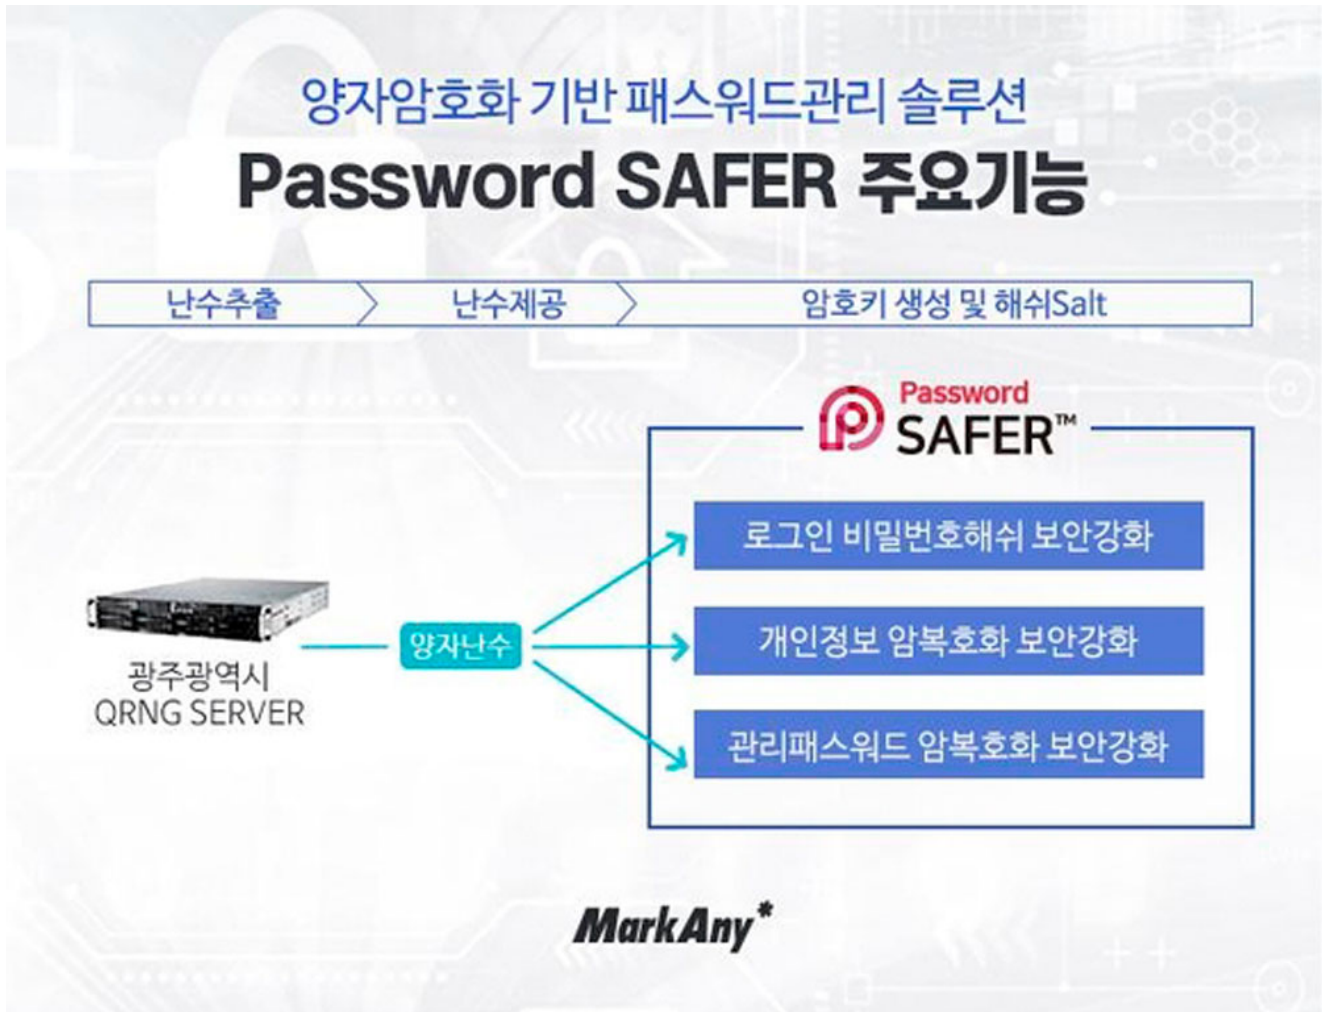 양자암호화 기반 패스워드관리 솔루션
Password SAFER 주요기능
난수추출
난수제공
암호키 생성 및 해쉬Salt
Password
SAFER™
로그인 비밀번호해쉬 보안강화
양자난수
개인정보 암복호화 보안강화
광주광역시
QRNG SERVER
관리패스워드 암복호화 보안강화
MarkAny*